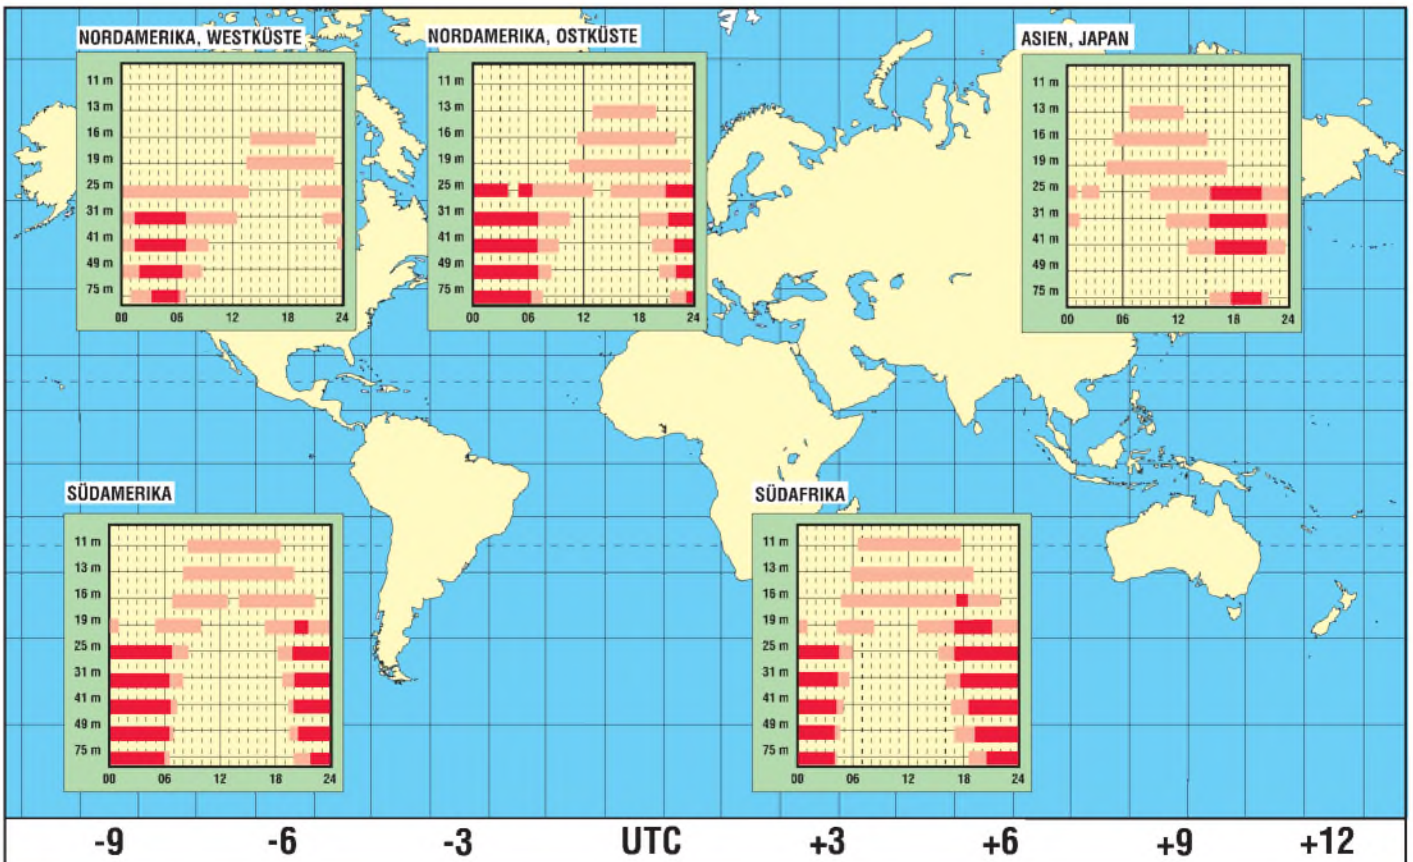 NORDAMERIKA, WESTKÜSTE
11 m
13 m
16 m
19 m
25 m
31 m
41 m
49 m
75 m
00 06 12 18 24
NORDAMERIKA, OSTKÜSTE
11 m
13 m
16 m
19 m
25 m
31 m
41 m
49 m
75 m
00 06 12 18 24
ASIEN, JAPAN
11 m
13 m
16 m
19 m
25 m
31 m
41 m
49 m
75 m
00 06 12 18 24
SÜDAMERIKA
11 m
13 m
16 m
19 m
25 m
31 m
41 m
49 m
75 m
00 06 12 18 24
SÜDAFRIKA
11 m
13 m
16 m
19 m
25 m
31 m
41 m
49 m
75 m
00 06 12 18 24
-9 -6 -3 UTC +3 +6 +9 +12